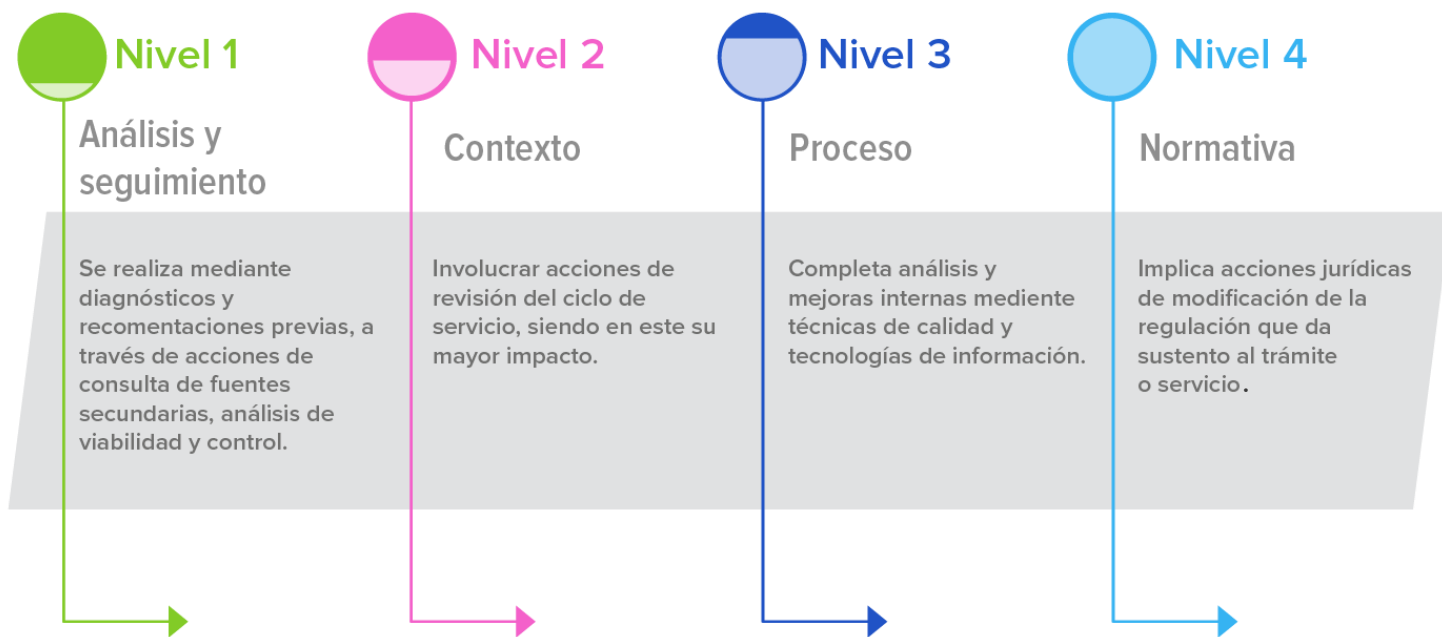 Nivel 1
Análisis y
seguimiento
Se realiza mediante
diagnósticos y
recomentaciones previas, a
través de acciones de
consulta de fuentes
secundarias, análisis de
viabilidad y control.
Nivel 2
Contexto
Involucrar acciones de
revisión del ciclo de
servicio, siendo en este su
mayor impacto.
Nivel 3
Proceso
Completa análisis y
mejoras internas mediente
técnicas de calidad y
tecnologías de información.
Nivel 4
Normativa
Implica acciones jurídicas
de modificación de la
regulación que da
sustento al trámite
o servicio.